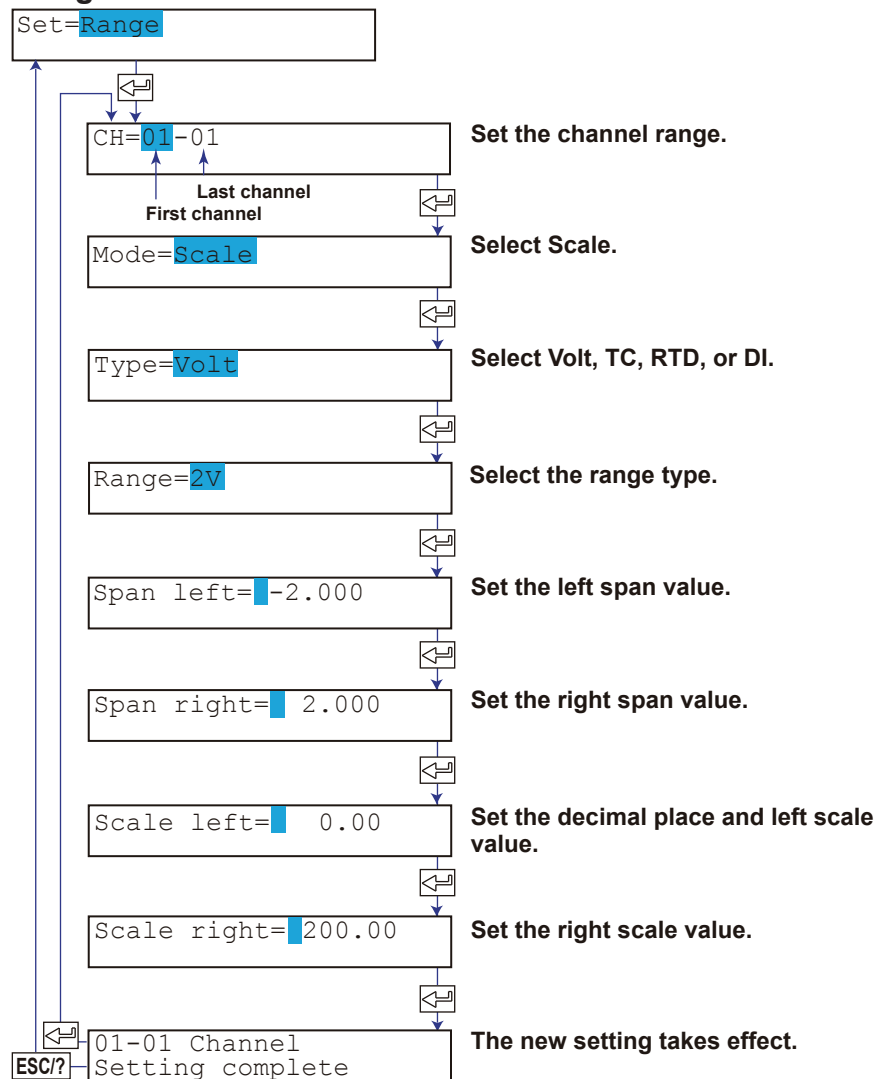 Set=Range
CH=01-01
Set the channel range.
Last channel
First channel
Mode=Scale
Select Scale.
Type=Volt
Select Volt, TC, RTD, or DI.
Range=2V
Select the range type.
Span left= -2.000
Set the left span value.
Span right= 2.000
Set the right span value.
Scale left= 0.00
Set the decimal place and left scale
value.
Scale right= 200.00
Set the right scale value.
01-01 Channel
Setting complete
The new setting takes effect.
ESC/?